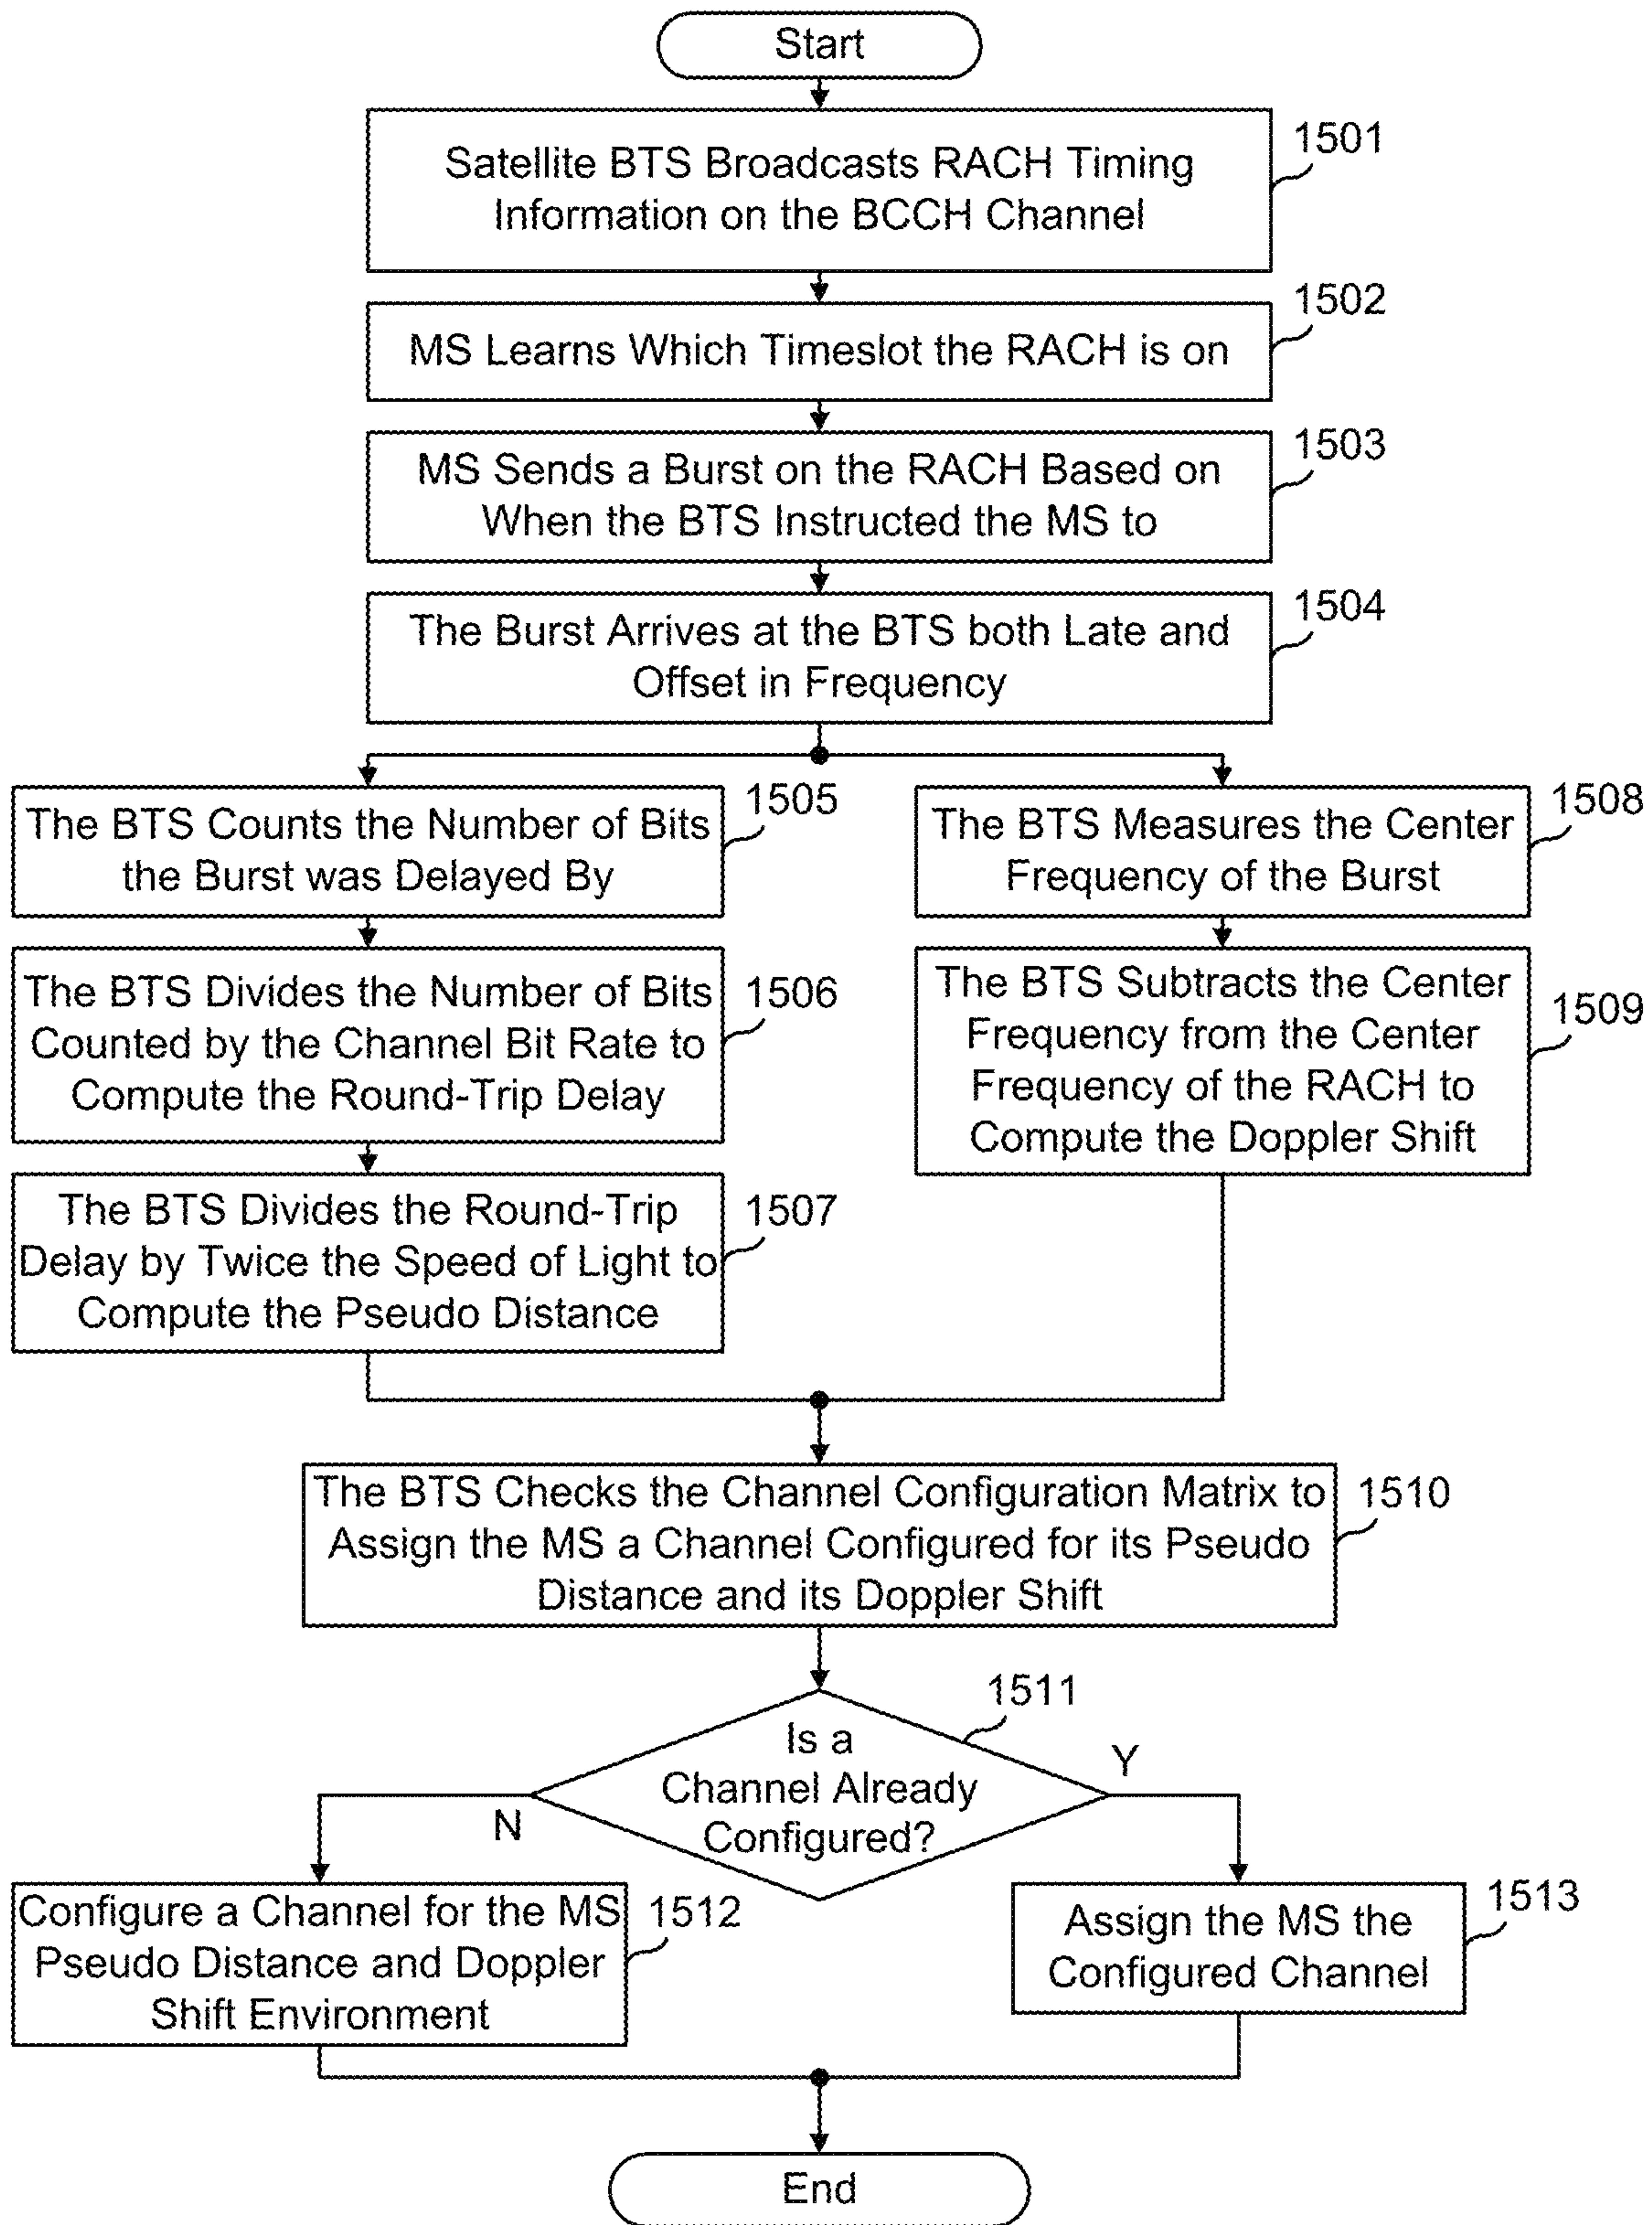 Start
Satellite BTS Broadcasts RACH Timing
Information on the BCCH Channel
1501
MS Learns Which Timeslot the RACH is on
1502
MS Sends a Burst on the RACH Based on
When the BTS Instructed the MS to
1503
The Burst Arrives at the BTS both Late and
Offset in Frequency
1504
The BTS Counts the Number of Bits
the Burst was Delayed By
1505
The BTS Divides the Number of Bits
Counted by the Channel Bit Rate to
Compute the Round-Trip Delay
1506
The BTS Divides the Round-Trip
Delay by Twice the Speed of Light to
Compute the Pseudo Distance
1507
The BTS Measures the Center
Frequency of the Burst
1508
The BTS Subtracts the Center
Frequency from the Center
Frequency of the RACH to
Compute the Doppler Shift
1509
The BTS Checks the Channel Configuration Matrix to
Assign the MS a Channel Configured for its Pseudo
Distance and its Doppler Shift
1510
Is a
Channel Already
Configured?
1511
N
Y
Configure a Channel for the MS
Pseudo Distance and Doppler
Shift Environment
1512
Assign the MS the
Configured Channel
1513
End